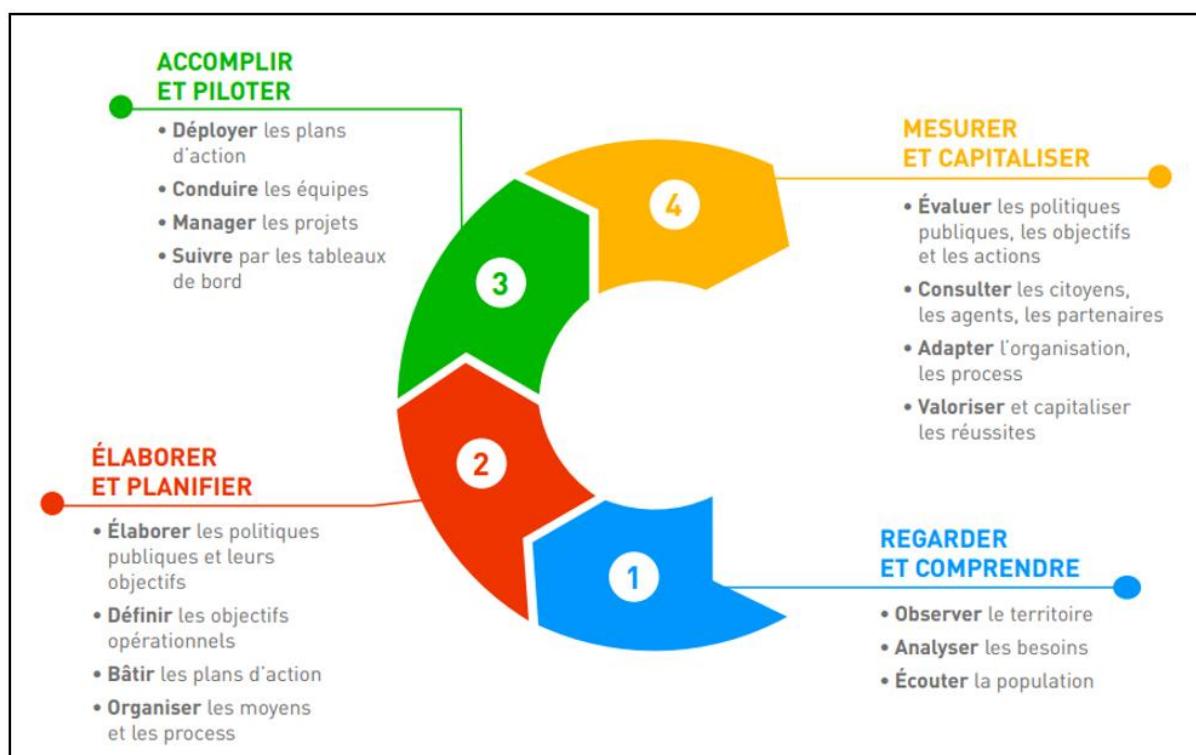 ACCOMPLIR
ET PILOTER
• Déployer les plans
d'action
• Conduire les équipes
• Manager les projets
• Suivre par les tableaux
de bord
3
4
MESURER
ET CAPITALISER
• Évaluer les politiques
publiques, les objectifs
et les actions
• Consulter les citoyens,
les agents, les partenaires
• Adapter l'organisation,
les process
• Valoriser et capitaliser
les réussites
ÉLABORER
ET PLANIFIER
• Élaborer les politiques
publiques et leurs
objectifs
• Définir les objectifs
opérationnels
• Bâtir les plans d'action
• Organiser les moyens
et les process
2
1
REGARDER
ET COMPRENDRE
• Observer le territoire
• Analyser les besoins
• Écouter la population